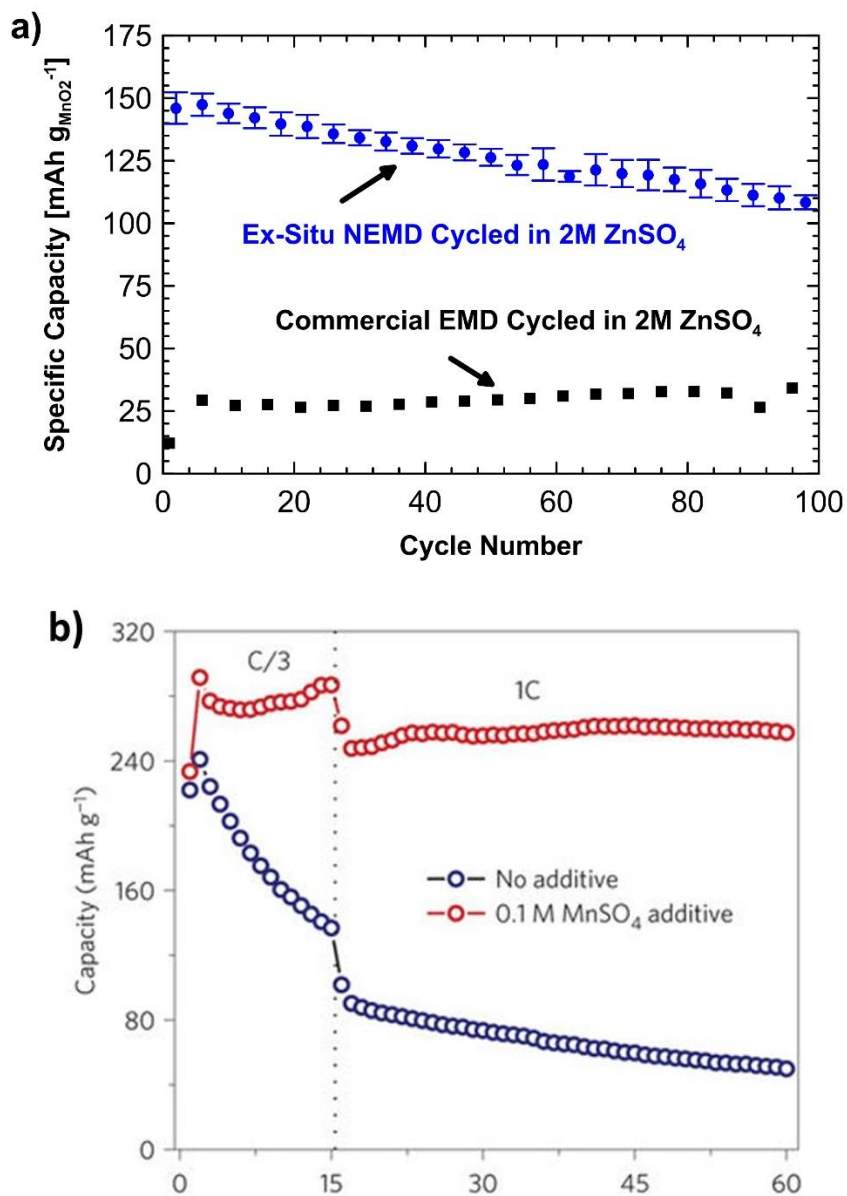 a)
175
150
125
100
75
50
25
0
Specific Capacity [mAh gMnO2-1]
Ex-Situ NEMD Cycled in 2M ZnSO4
Commercial EMD Cycled in 2M ZnSO4
0 20 40 60 80 100
Cycle Number
b)
320
240
160
80
0
Capacity (mAh g−1)
C/3
1C
No additive
0.1 M MnSO4 additive
0 15 30 45 60